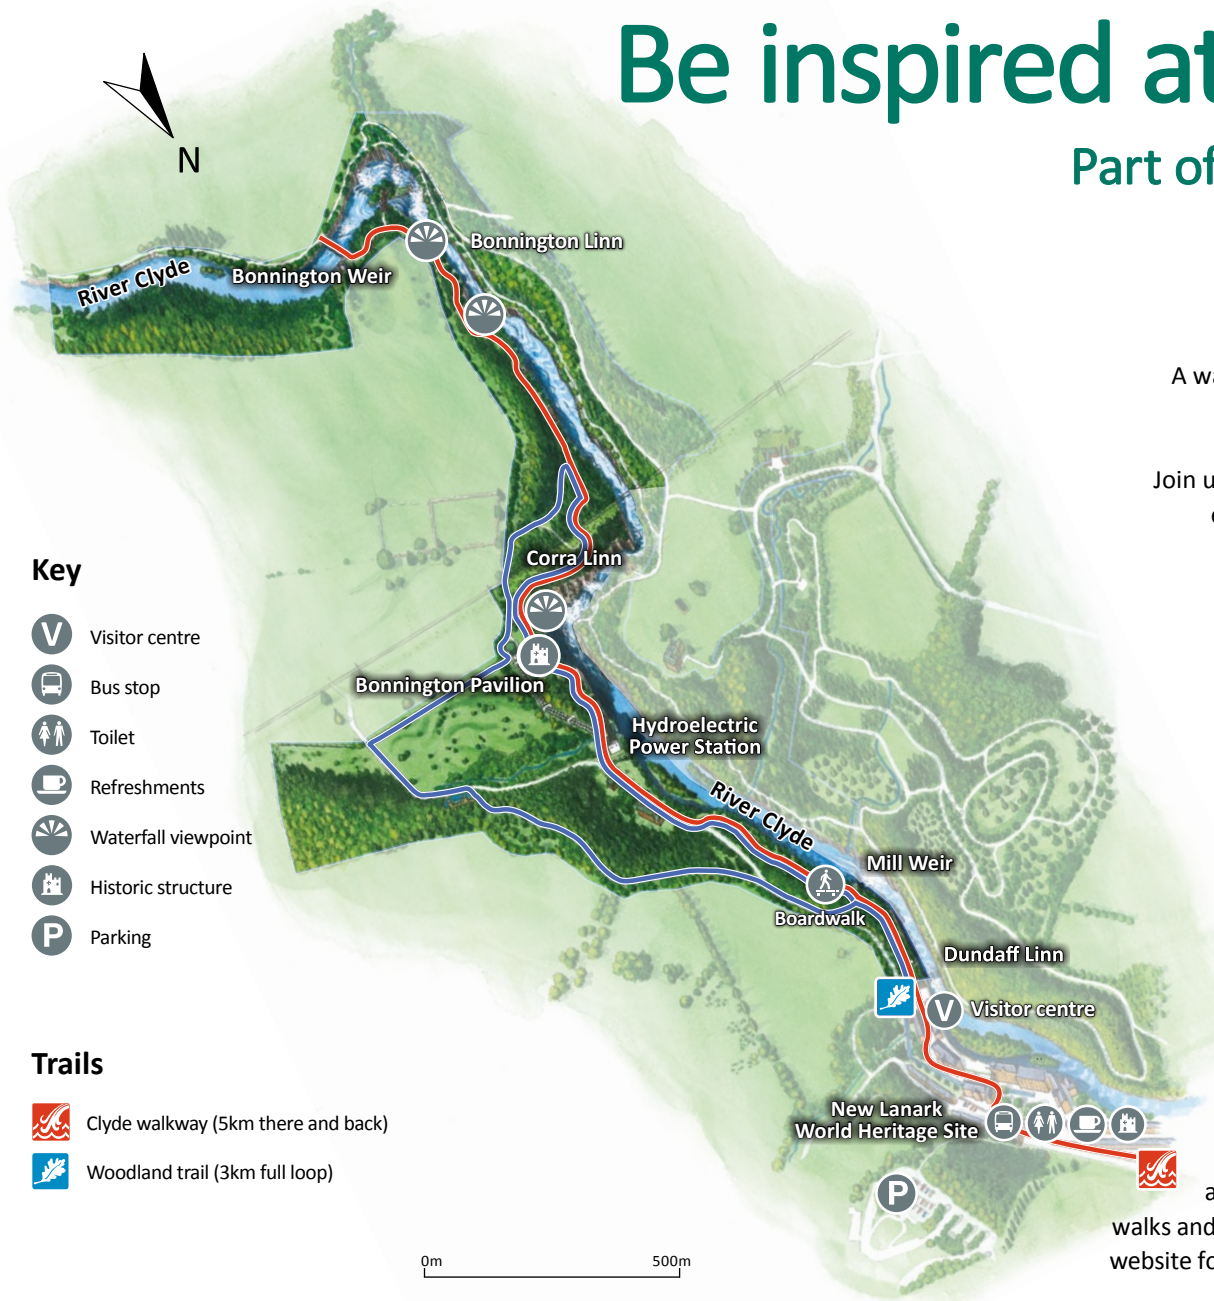 Be inspired at
Part of
N
Bonnington Linn
River Clyde
Bonnington Weir
A wa
Join u
Corra Linn
Key
V
Visitor centre
Bus stop
Toilet
Refreshments
Waterfall viewpoint
Historic structure
P
Parking
Bonnington Pavilion
Hydroelectric
Power Station
River Clyde
Mill Weir
Boardwalk
Dundaff Linn
V
Visitor centre
Trails
Clyde walkway (5km there and back)
Woodland trail (3km full loop)
New Lanark
World Heritage Site
P
a
walks and
website fo
0m
500m